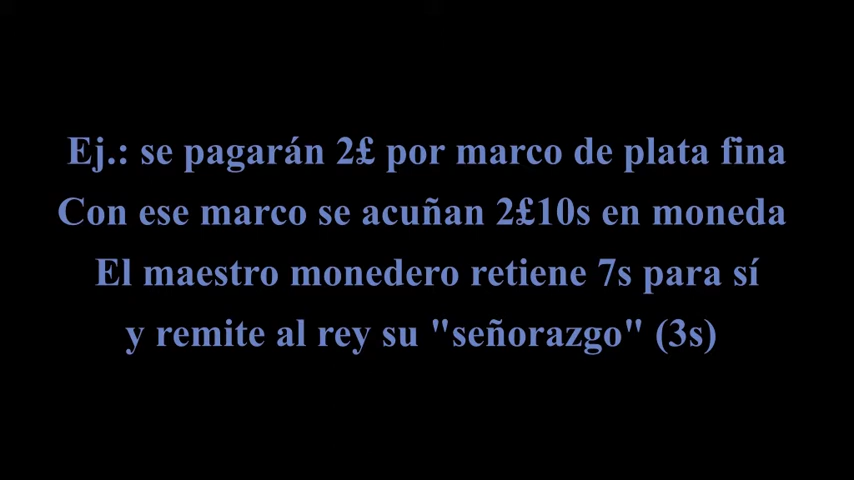 Ej.: se pagarán 2£ por marco de plata fina
Con ese marco se acuñan 2£10s en moneda
El maestro monedero retiene 7s para sí
y remite al rey su "señorazgo" (3s)